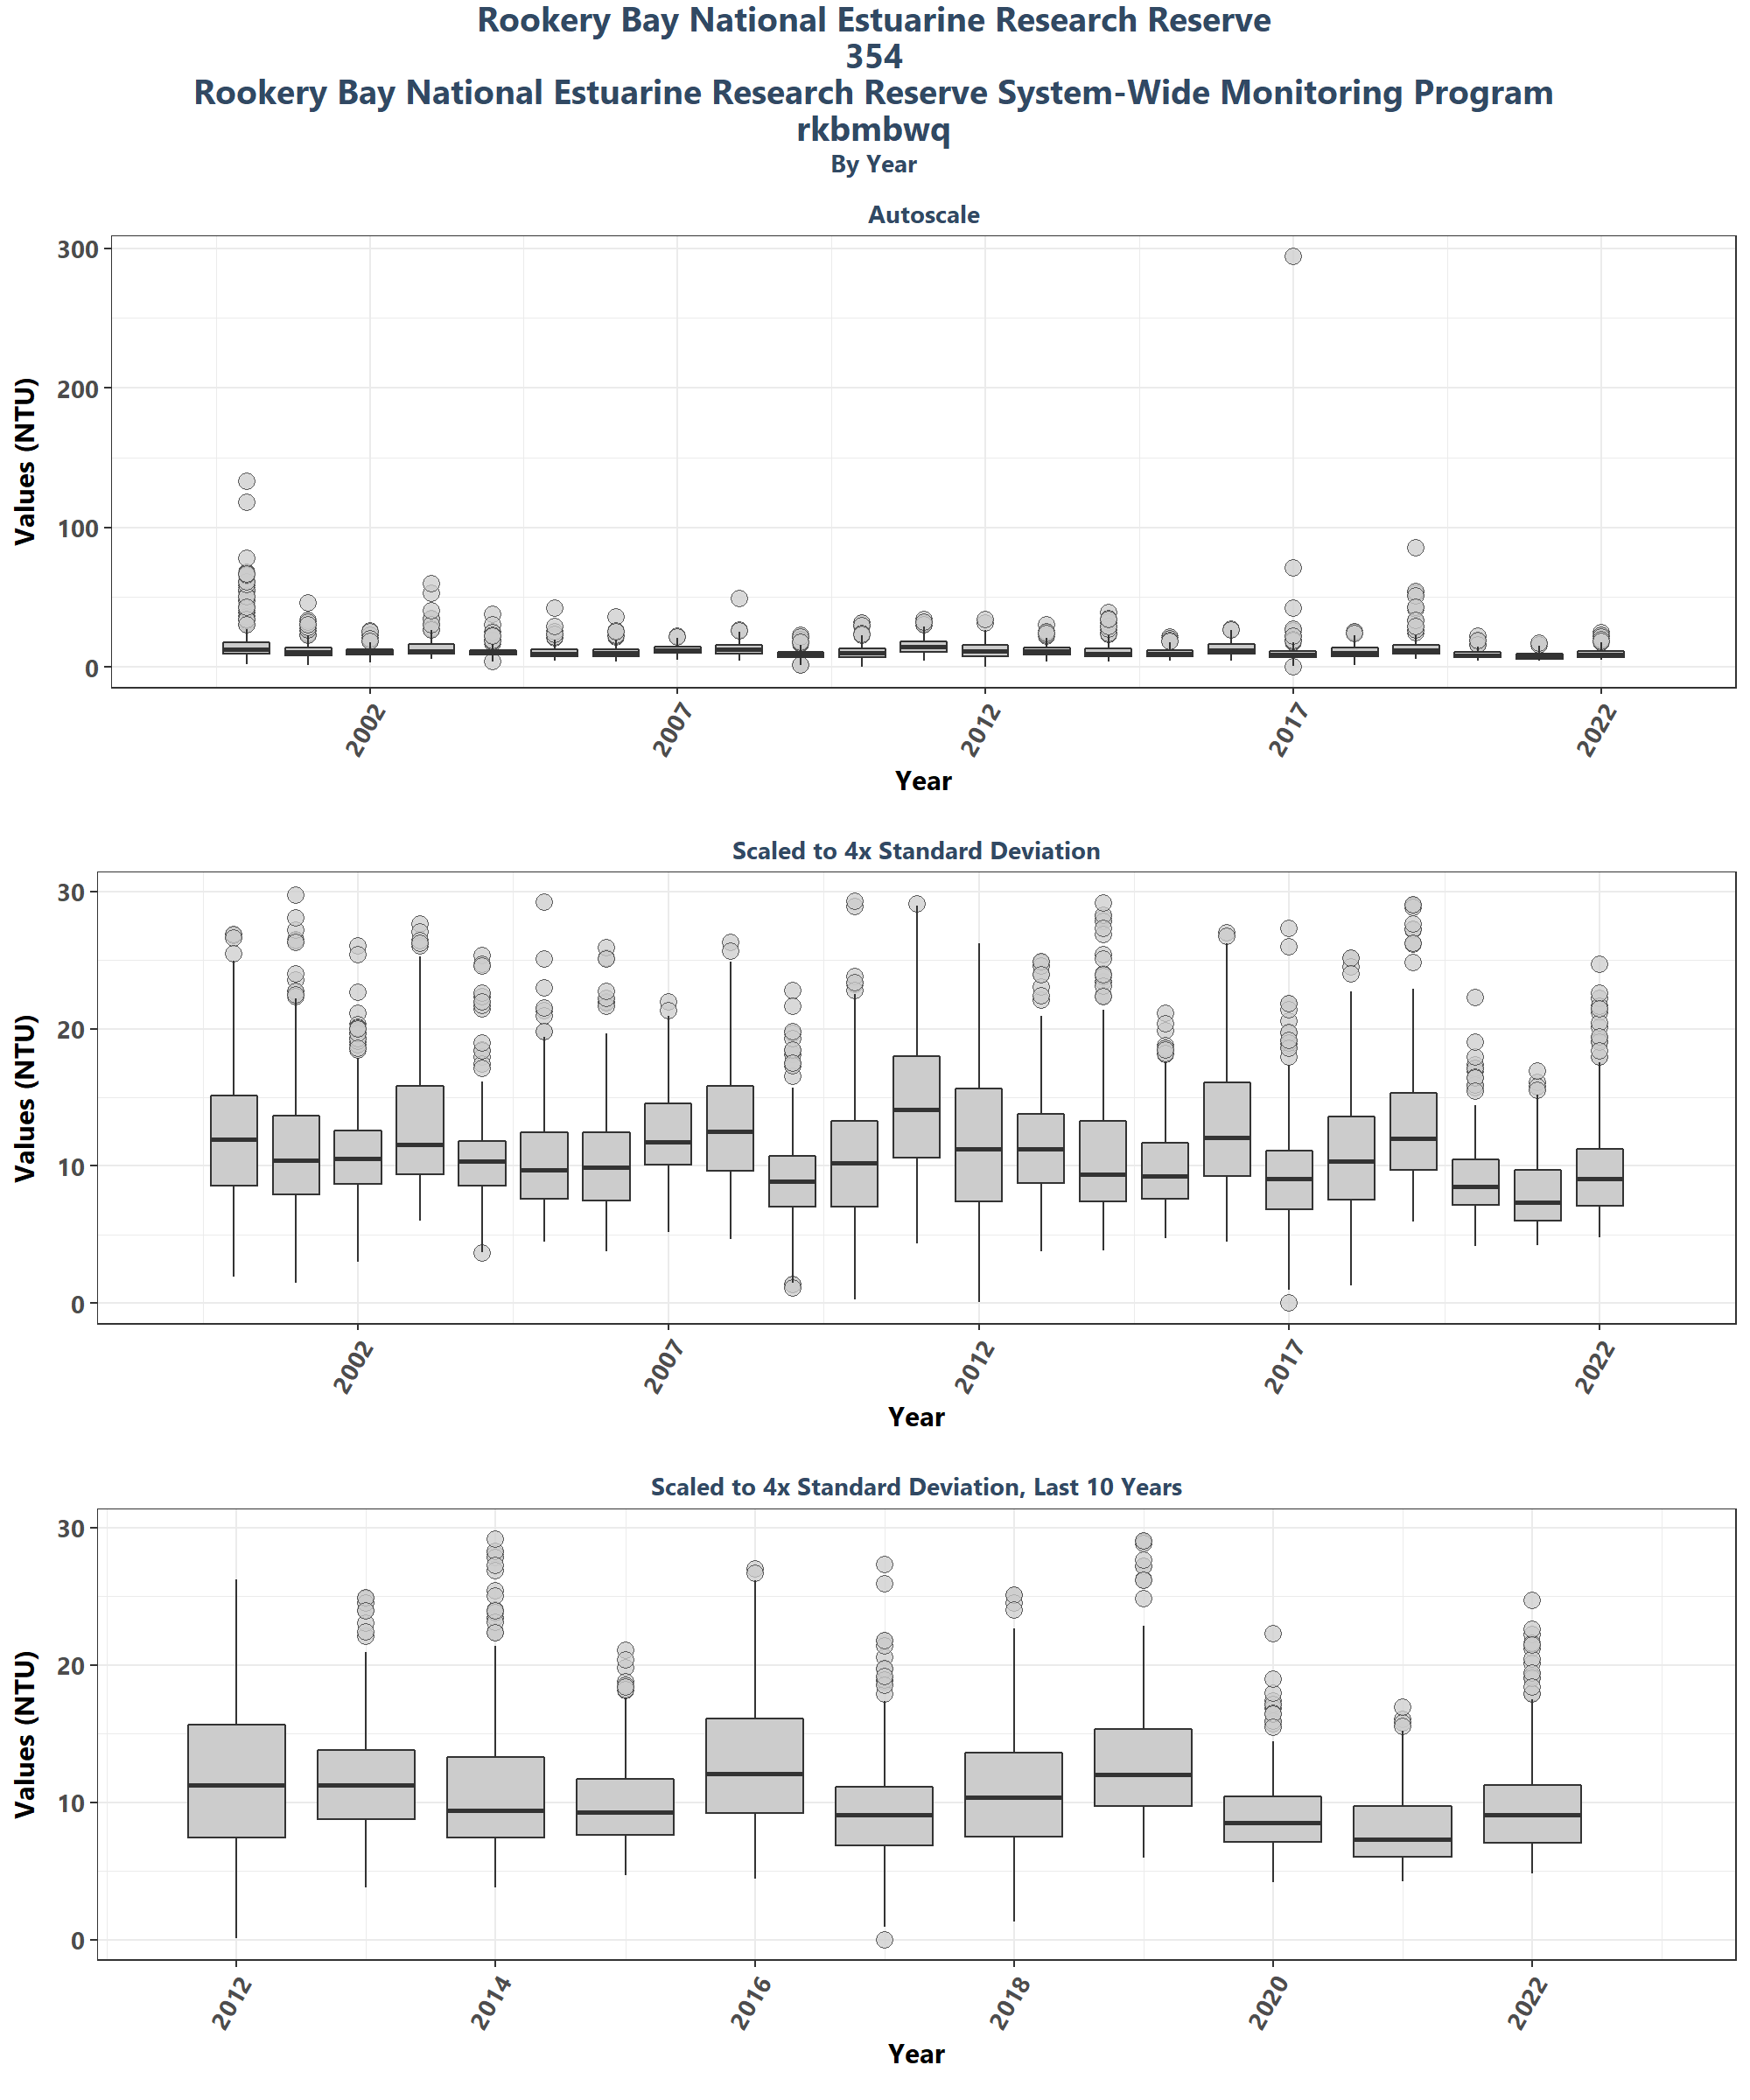 Rookery Bay National Estuarine Research Reserve
354
Rookery Bay National Estuarine Research Reserve System-Wide Monitoring Program
rkbmbwq
By Year
Autoscale
Values (NTU)
300
200
100
0
2002 2007 2012 2017 2022
Year
Scaled to 4x Standard Deviation
Values (NTU)
30
20
10
0
2002 2007 2012 2017 2022
Year
Scaled to 4x Standard Deviation, Last 10 Years
Values (NTU)
30
20
10
0
2012 2014 2016 2018 2020 2022
Year